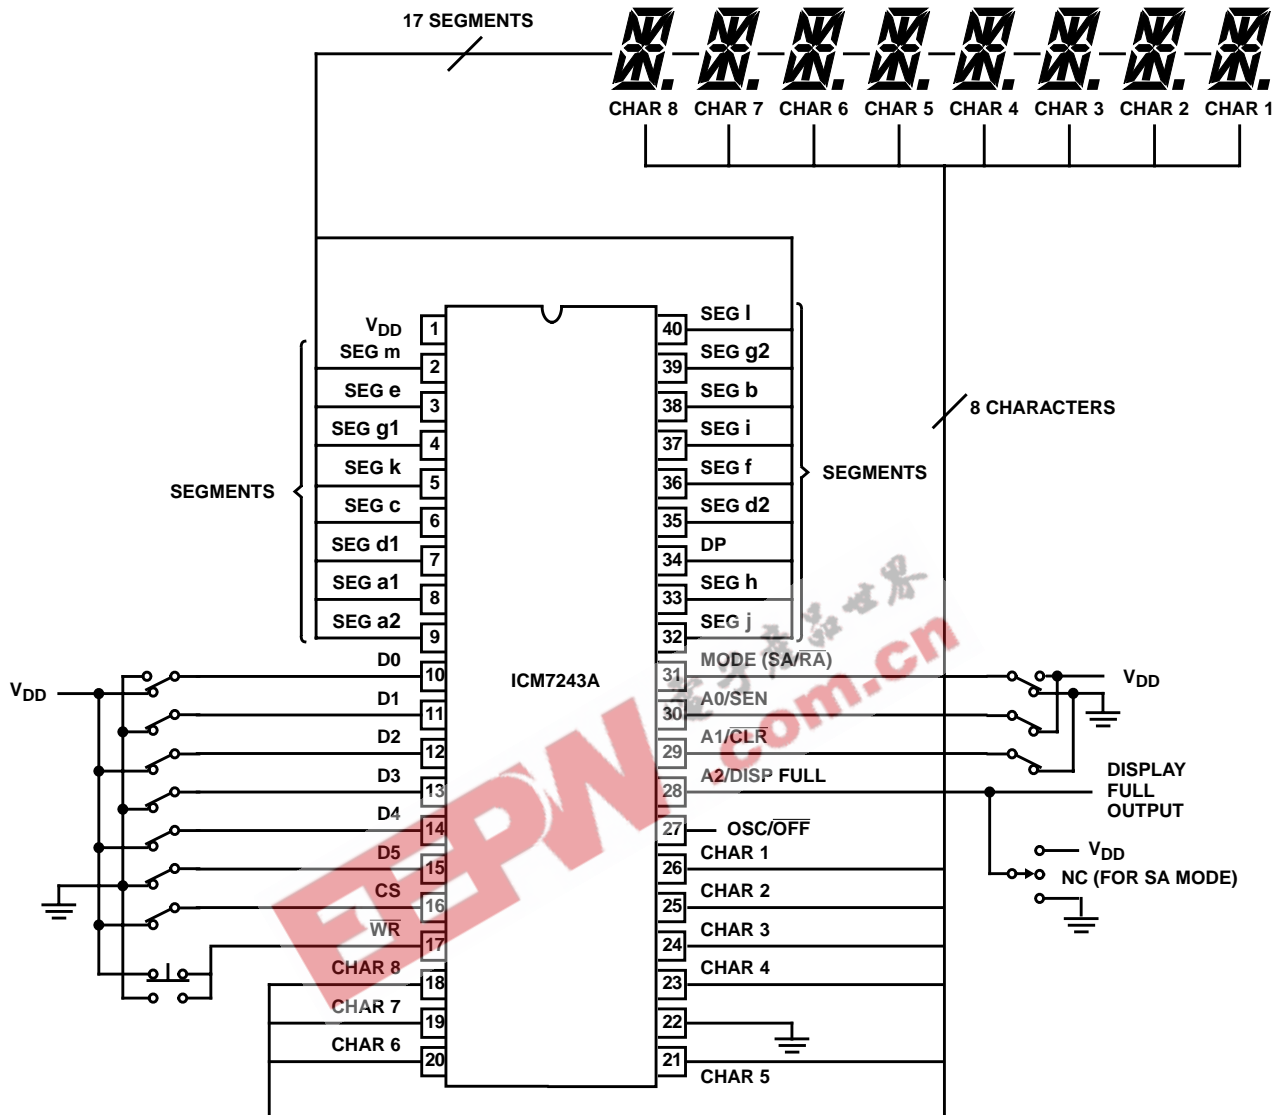 17 SEGMENTS
CHAR 8 CHAR 7 CHAR 6 CHAR 5 CHAR 4 CHAR 3 CHAR 2 CHAR 1
8 CHARACTERS
ICM7243A
SEGMENTS
VDD 1
SEG m 2
SEG e 3
SEG g1 4
SEG k 5
SEG c 6
SEG d1 7
SEG a1 8
SEG a2 9
VDD
D0 10
D1 11
D2 12
D3 13
D4 14
D5 15
CS 16
W̅R̅ 17
CHAR 8 18
CHAR 7 19
CHAR 6 20
40 SEG l
39 SEG g2
38 SEG b
37 SEG i
36 SEG f
35 SEG d2
34 DP
33 SEG h
32 SEG j
SEGMENTS
31 MODE (SA/R̅A̅)
30 A0/SEN
29 A1/C̅L̅R̅
28 A2/DISP FULL
27 OSC/O̅F̅F̅
26 CHAR 1
25 CHAR 2
24 CHAR 3
23 CHAR 4
22
21 CHAR 5
VDD
DISPLAY
FULL
OUTPUT
VDD
NC (FOR SA MODE)
EEPW.com.cn
電子産品世界